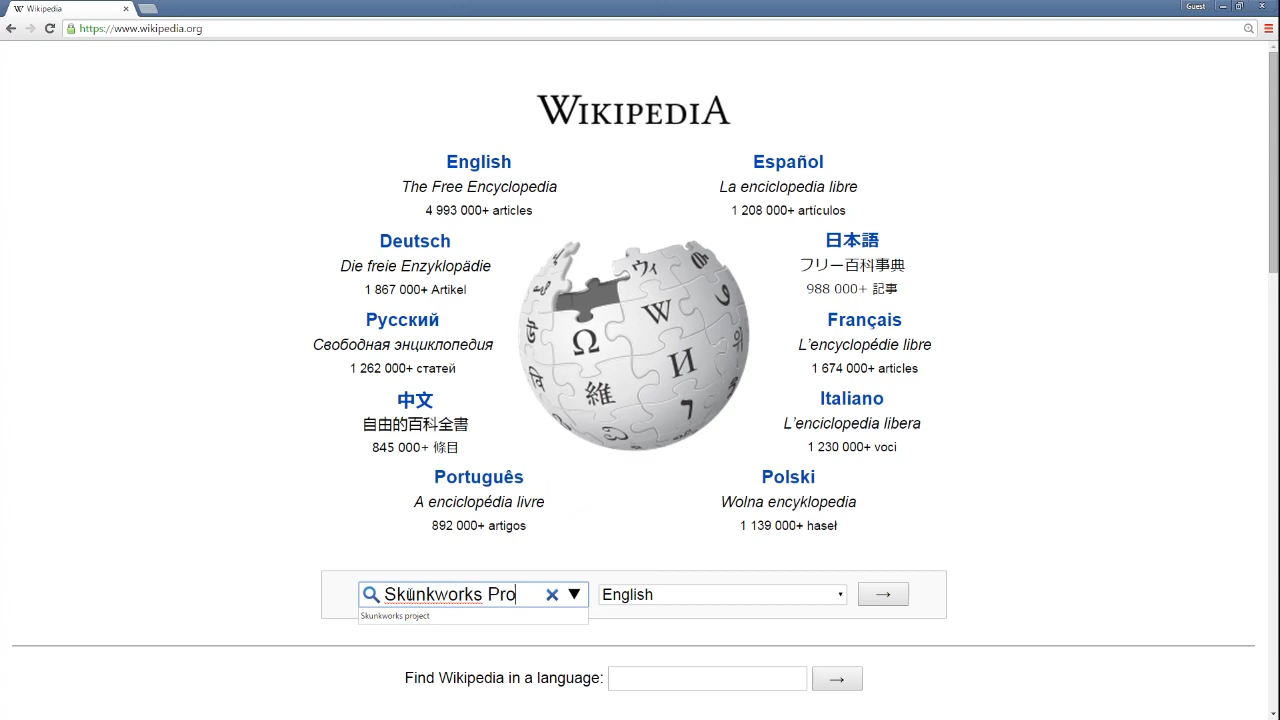 Wikipedia
Guest
https://www.wikipedia.org
WIKIPEDIA
English
The Free Encyclopedia
4 993 000+ articles
Español
La enciclopedia libre
1 208 000+ artículos
Deutsch
Die freie Enzyklopädie
1 867 000+ Artikel
日本語
フリー百科事典
988 000+ 記事
Русский
Свободная энциклопедия
1 262 000+ статей
Français
L’encyclopédie libre
1 674 000+ articles
中文
自由的百科全書
845 000+ 條目
Italiano
L’enciclopedia libera
1 230 000+ voci
Português
A enciclopédia livre
892 000+ artigos
Polski
Wolna encyklopedia
1 139 000+ haseł
Ω
W
И
維
ウィ
Skunkworks Pro
English
→
Skunkworks project
Find Wikipedia in a language:
→